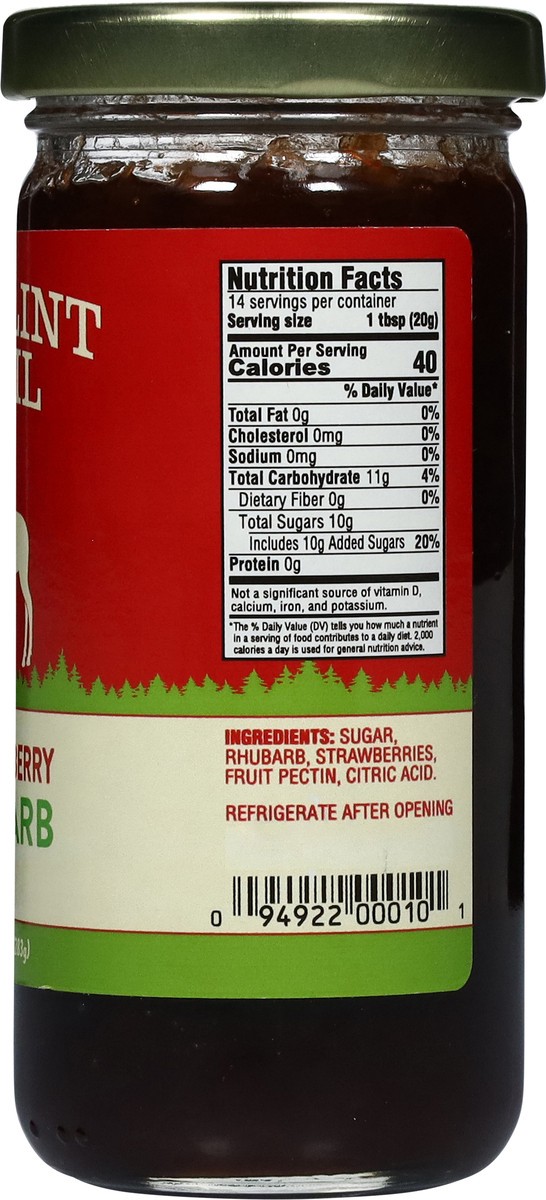 LINT
IL
Nutrition Facts
14 servings per container
Serving size 1 tbsp (20g)
Amount Per Serving
Calories 40
% Daily Value*
Total Fat 0g 0%
Cholesterol 0mg 0%
Sodium 0mg 0%
Total Carbohydrate 11g 4%
Dietary Fiber 0g 0%
Total Sugars 10g
Includes 10g Added Sugars 20%
Protein 0g
Not a significant source of vitamin D,
calcium, iron, and potassium.
*The % Daily Value (DV) tells you how much a nutrient
in a serving of food contributes to a daily diet. 2,000
calories a day is used for general nutrition advice.
BERRY
ARB
283g)
INGREDIENTS: SUGAR,
RHUBARB, STRAWBERRIES,
FRUIT PECTIN, CITRIC ACID.
REFRIGERATE AFTER OPENING
0 94922 00010 1